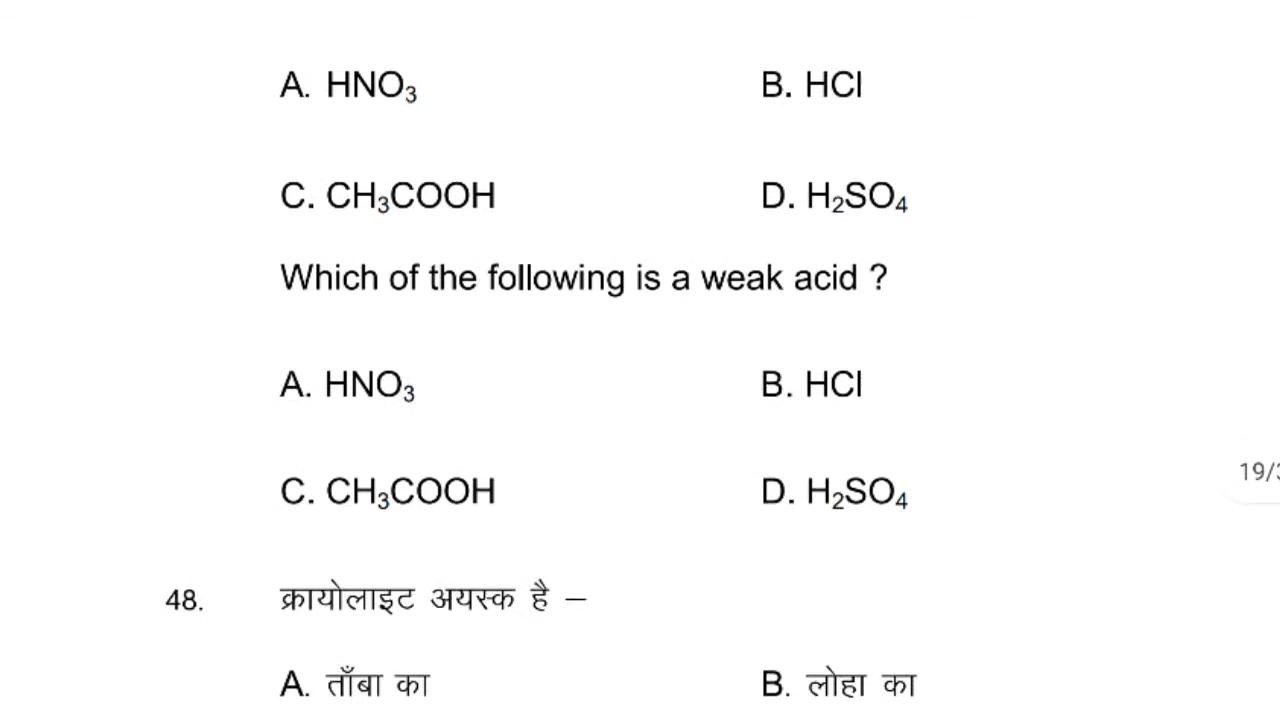 A. HNO₃ B. HCl
C. CH₃COOH D. H₂SO₄
Which of the following is a weak acid ?
A. HNO₃ B. HCl
C. CH₃COOH D. H₂SO₄
19/3
48. क्रायोलाइट अयस्क है –
A. ताँबा का B. लोहा का